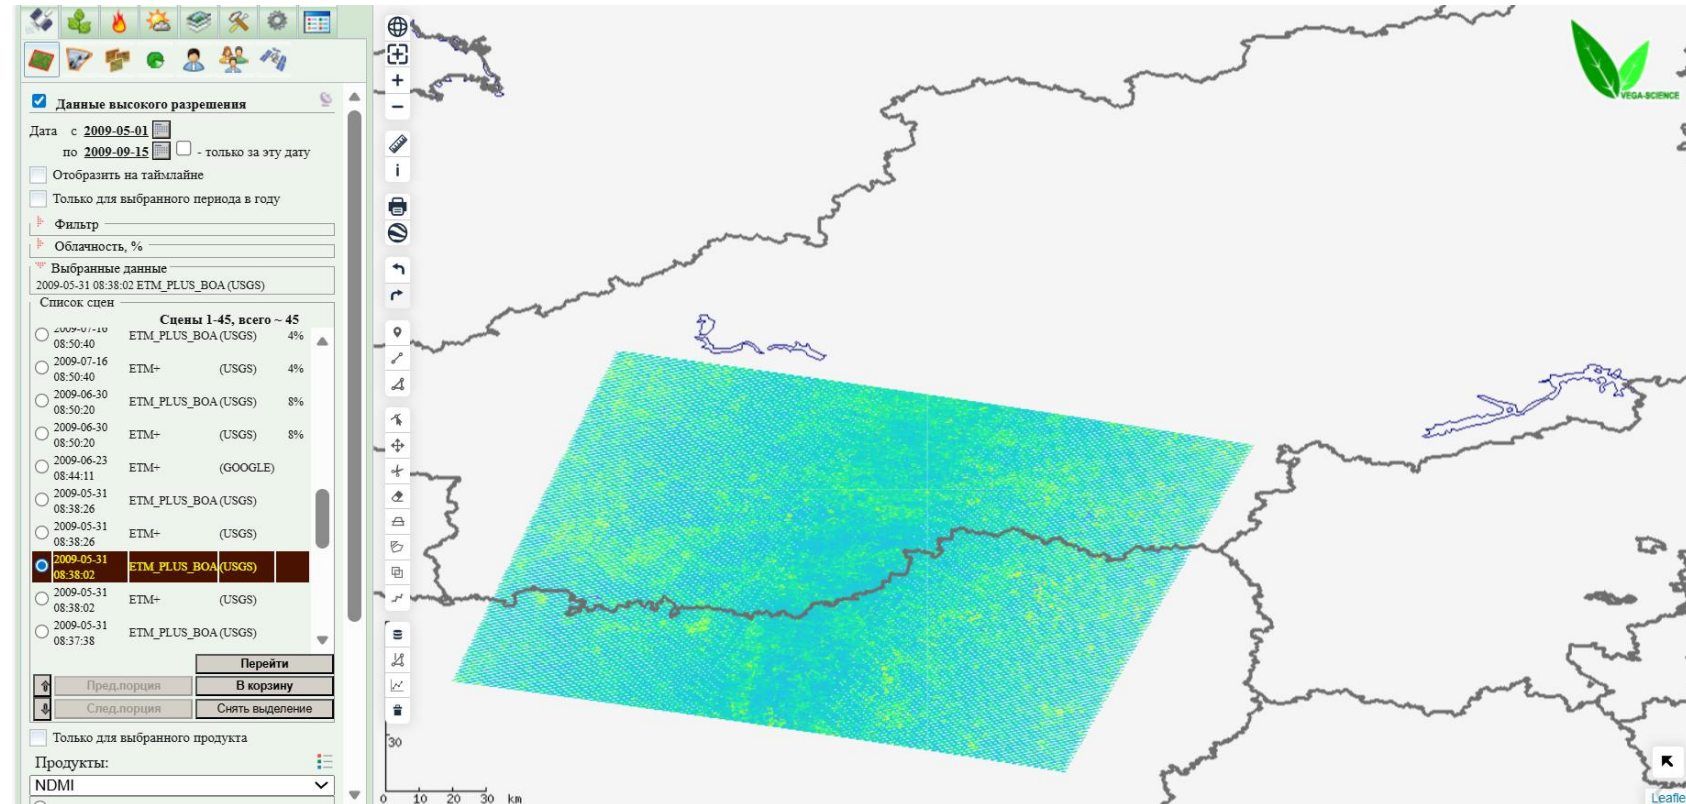 Данные высокого разрешения
Дата с 2009-05-01
по 2009-09-15 - только за эту дату
Отобразить на таймлайне
Только для выбранного периода в году
Фильтр
Облачность, %
Выбранные данные
2009-05-31 08:38:02 ETM_PLUS_BOA (USGS)
Список сцен
Сцены 1-45, всего ~ 45
2009-07-16
08:50:40 ETM_PLUS_BOA (USGS) 4%
2009-07-16
08:50:40 ETM+ (USGS) 4%
2009-06-30
08:50:20 ETM_PLUS_BOA (USGS) 8%
2009-06-30
08:50:20 ETM+ (USGS) 8%
2009-06-23
08:44:11 ETM+ (GOOGLE)
2009-05-31
08:38:26 ETM_PLUS_BOA (USGS)
2009-05-31
08:38:26 ETM+ (USGS)
2009-05-31
08:38:02 ETM_PLUS_BOA (USGS)
2009-05-31
08:38:02 ETM+ (USGS)
2009-05-31
08:37:38 ETM_PLUS_BOA (USGS)
Перейти
Пред.порция В корзину
След.порция Снять выделение
Только для выбранного продукта
Продукты:
NDMI
VEGA-SCIENCE
30
0 10 20 30 km
Leafle